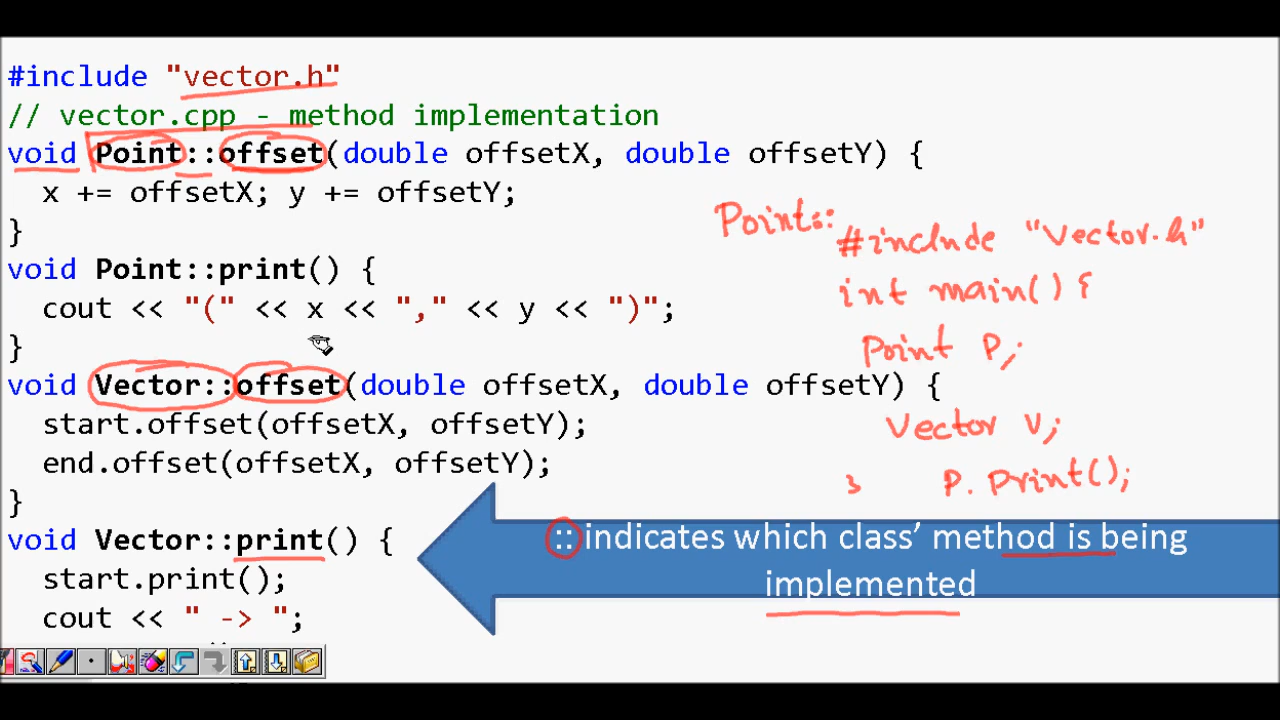 #include "vector.h"
// vector.cpp - method implementation
void Point::offset(double offsetX, double offsetY) {
x += offsetX; y += offsetY;
}
void Point::print() {
cout << "(" << x << "," << y << ")";
}
void Vector::offset(double offsetX, double offsetY) {
start.offset(offsetX, offsetY);
end.offset(offsetX, offsetY);
}
void Vector::print() {
start.print();
cout << " -> ";
Point::
#include "Vector.h"
int main() {
Point P;
Vector v;
} P.Print();
:: indicates which class’ method is being
implemented